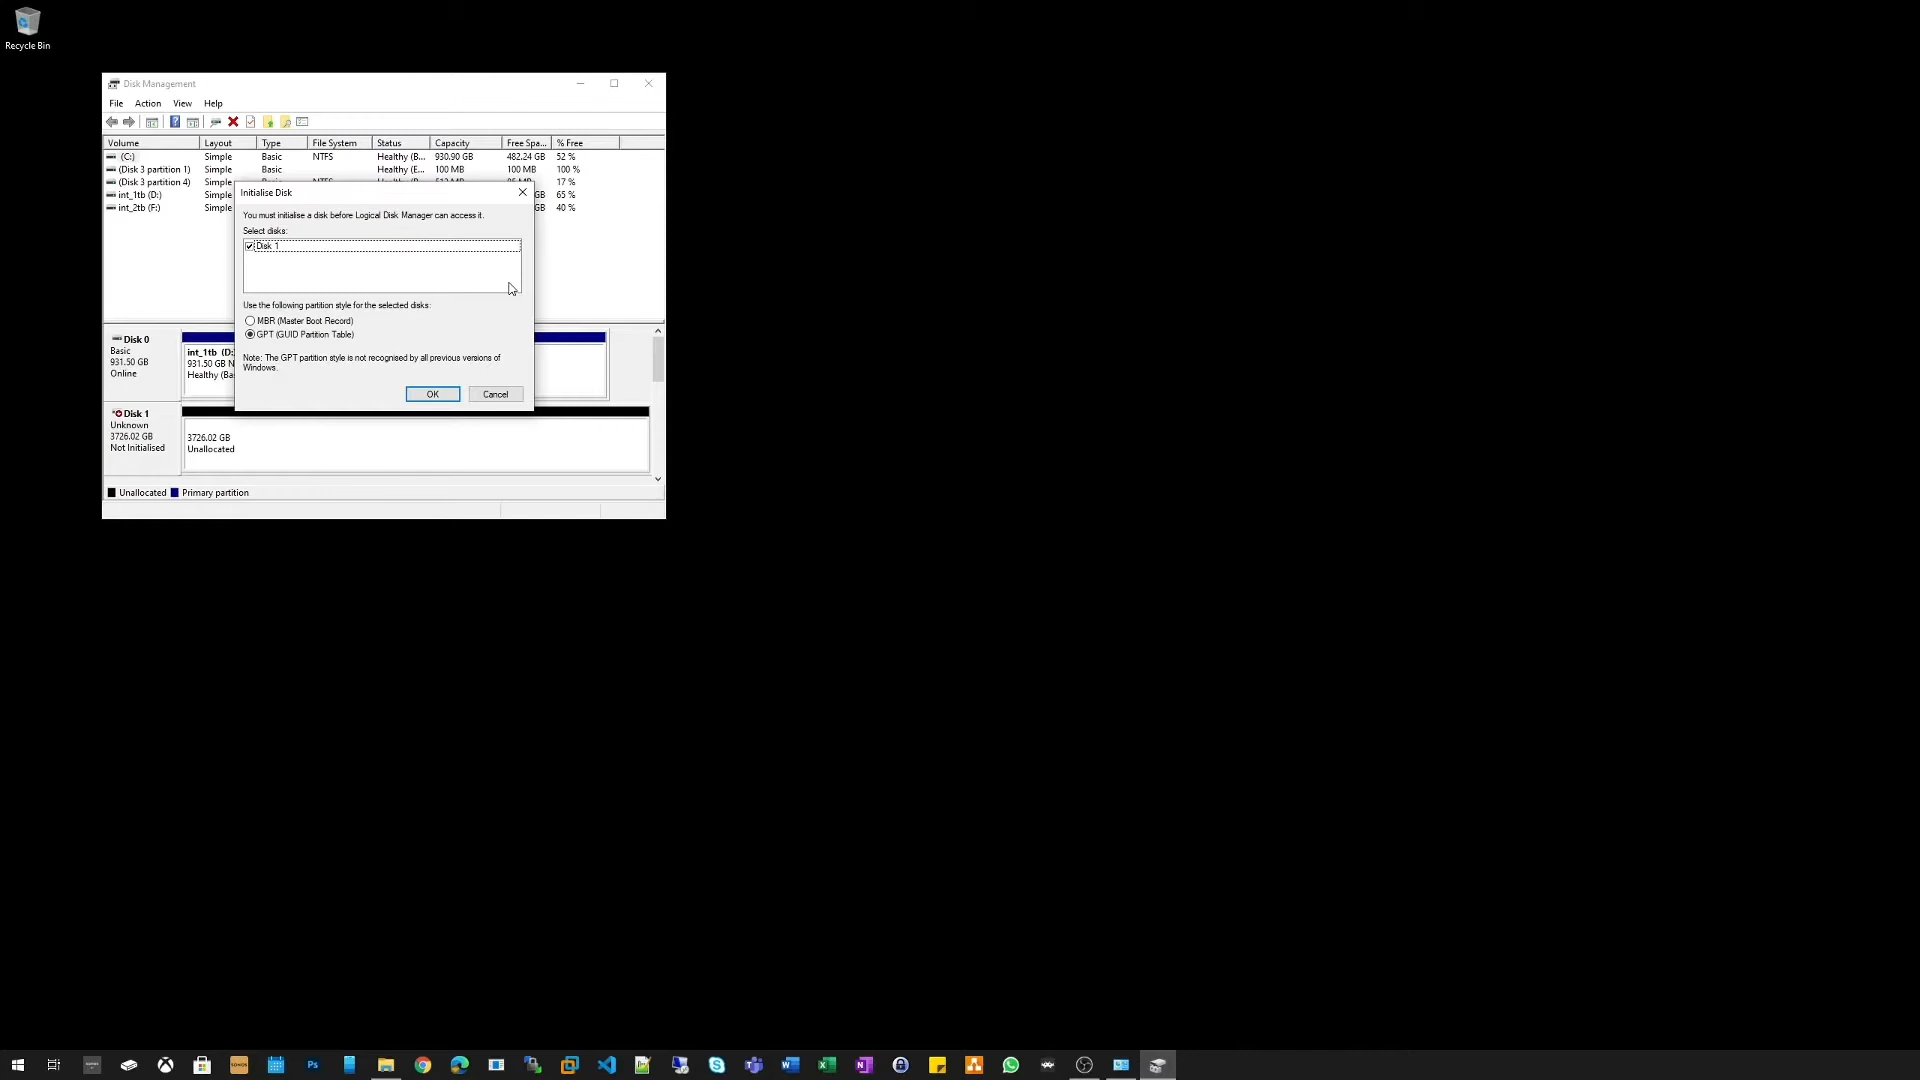 Recycle Bin
Disk Management
File Action View Help
Volume Layout Type File System Status Capacity Free Spa... % Free
(C:) Simple Basic NTFS Healthy (B... 930.90 GB 482.24 GB 52 %
(Disk 3 partition 1) Simple Basic Healthy (E... 100 MB 100 MB 100 %
(Disk 3 partition 4) Simple 17 %
int_1tb (D:) Simple GB 65 %
int_2tb (F:) Simple GB 40 %
Initialise Disk
You must initialise a disk before Logical Disk Manager can access it.
Select disks:
Disk 1
Use the following partition style for the selected disks:
MBR (Master Boot Record)
GPT (GUID Partition Table)
Note: The GPT partition style is not recognised by all previous versions of
Windows.
OK Cancel
Disk 0
Basic
931.50 GB
Online
int_1tb (D:
931.50 GB N
Healthy (Ba
Disk 1
Unknown
3726.02 GB
Not Initialised
3726.02 GB
Unallocated
Unallocated Primary partition
SONOS
Ps